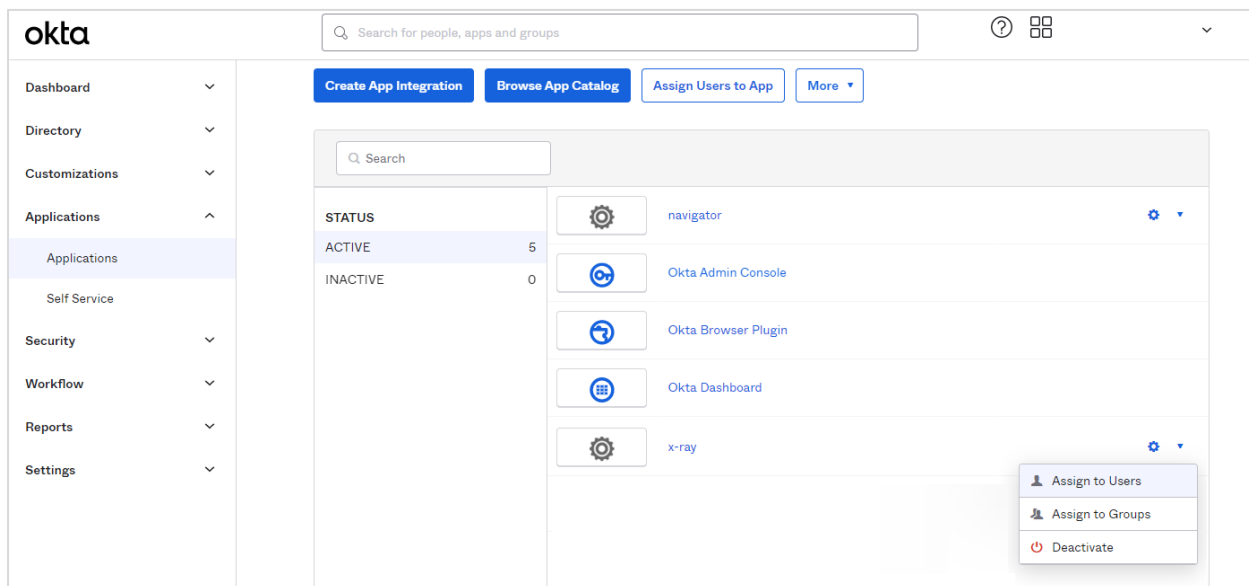 okta
Search for people, apps and groups
Dashboard
Directory
Customizations
Applications
Applications
Self Service
Security
Workflow
Reports
Settings
Create App Integration
Browse App Catalog
Assign Users to App
More
Search
STATUS
ACTIVE 5
INACTIVE 0
navigator
Okta Admin Console
Okta Browser Plugin
Okta Dashboard
x-ray
Assign to Users
Assign to Groups
Deactivate